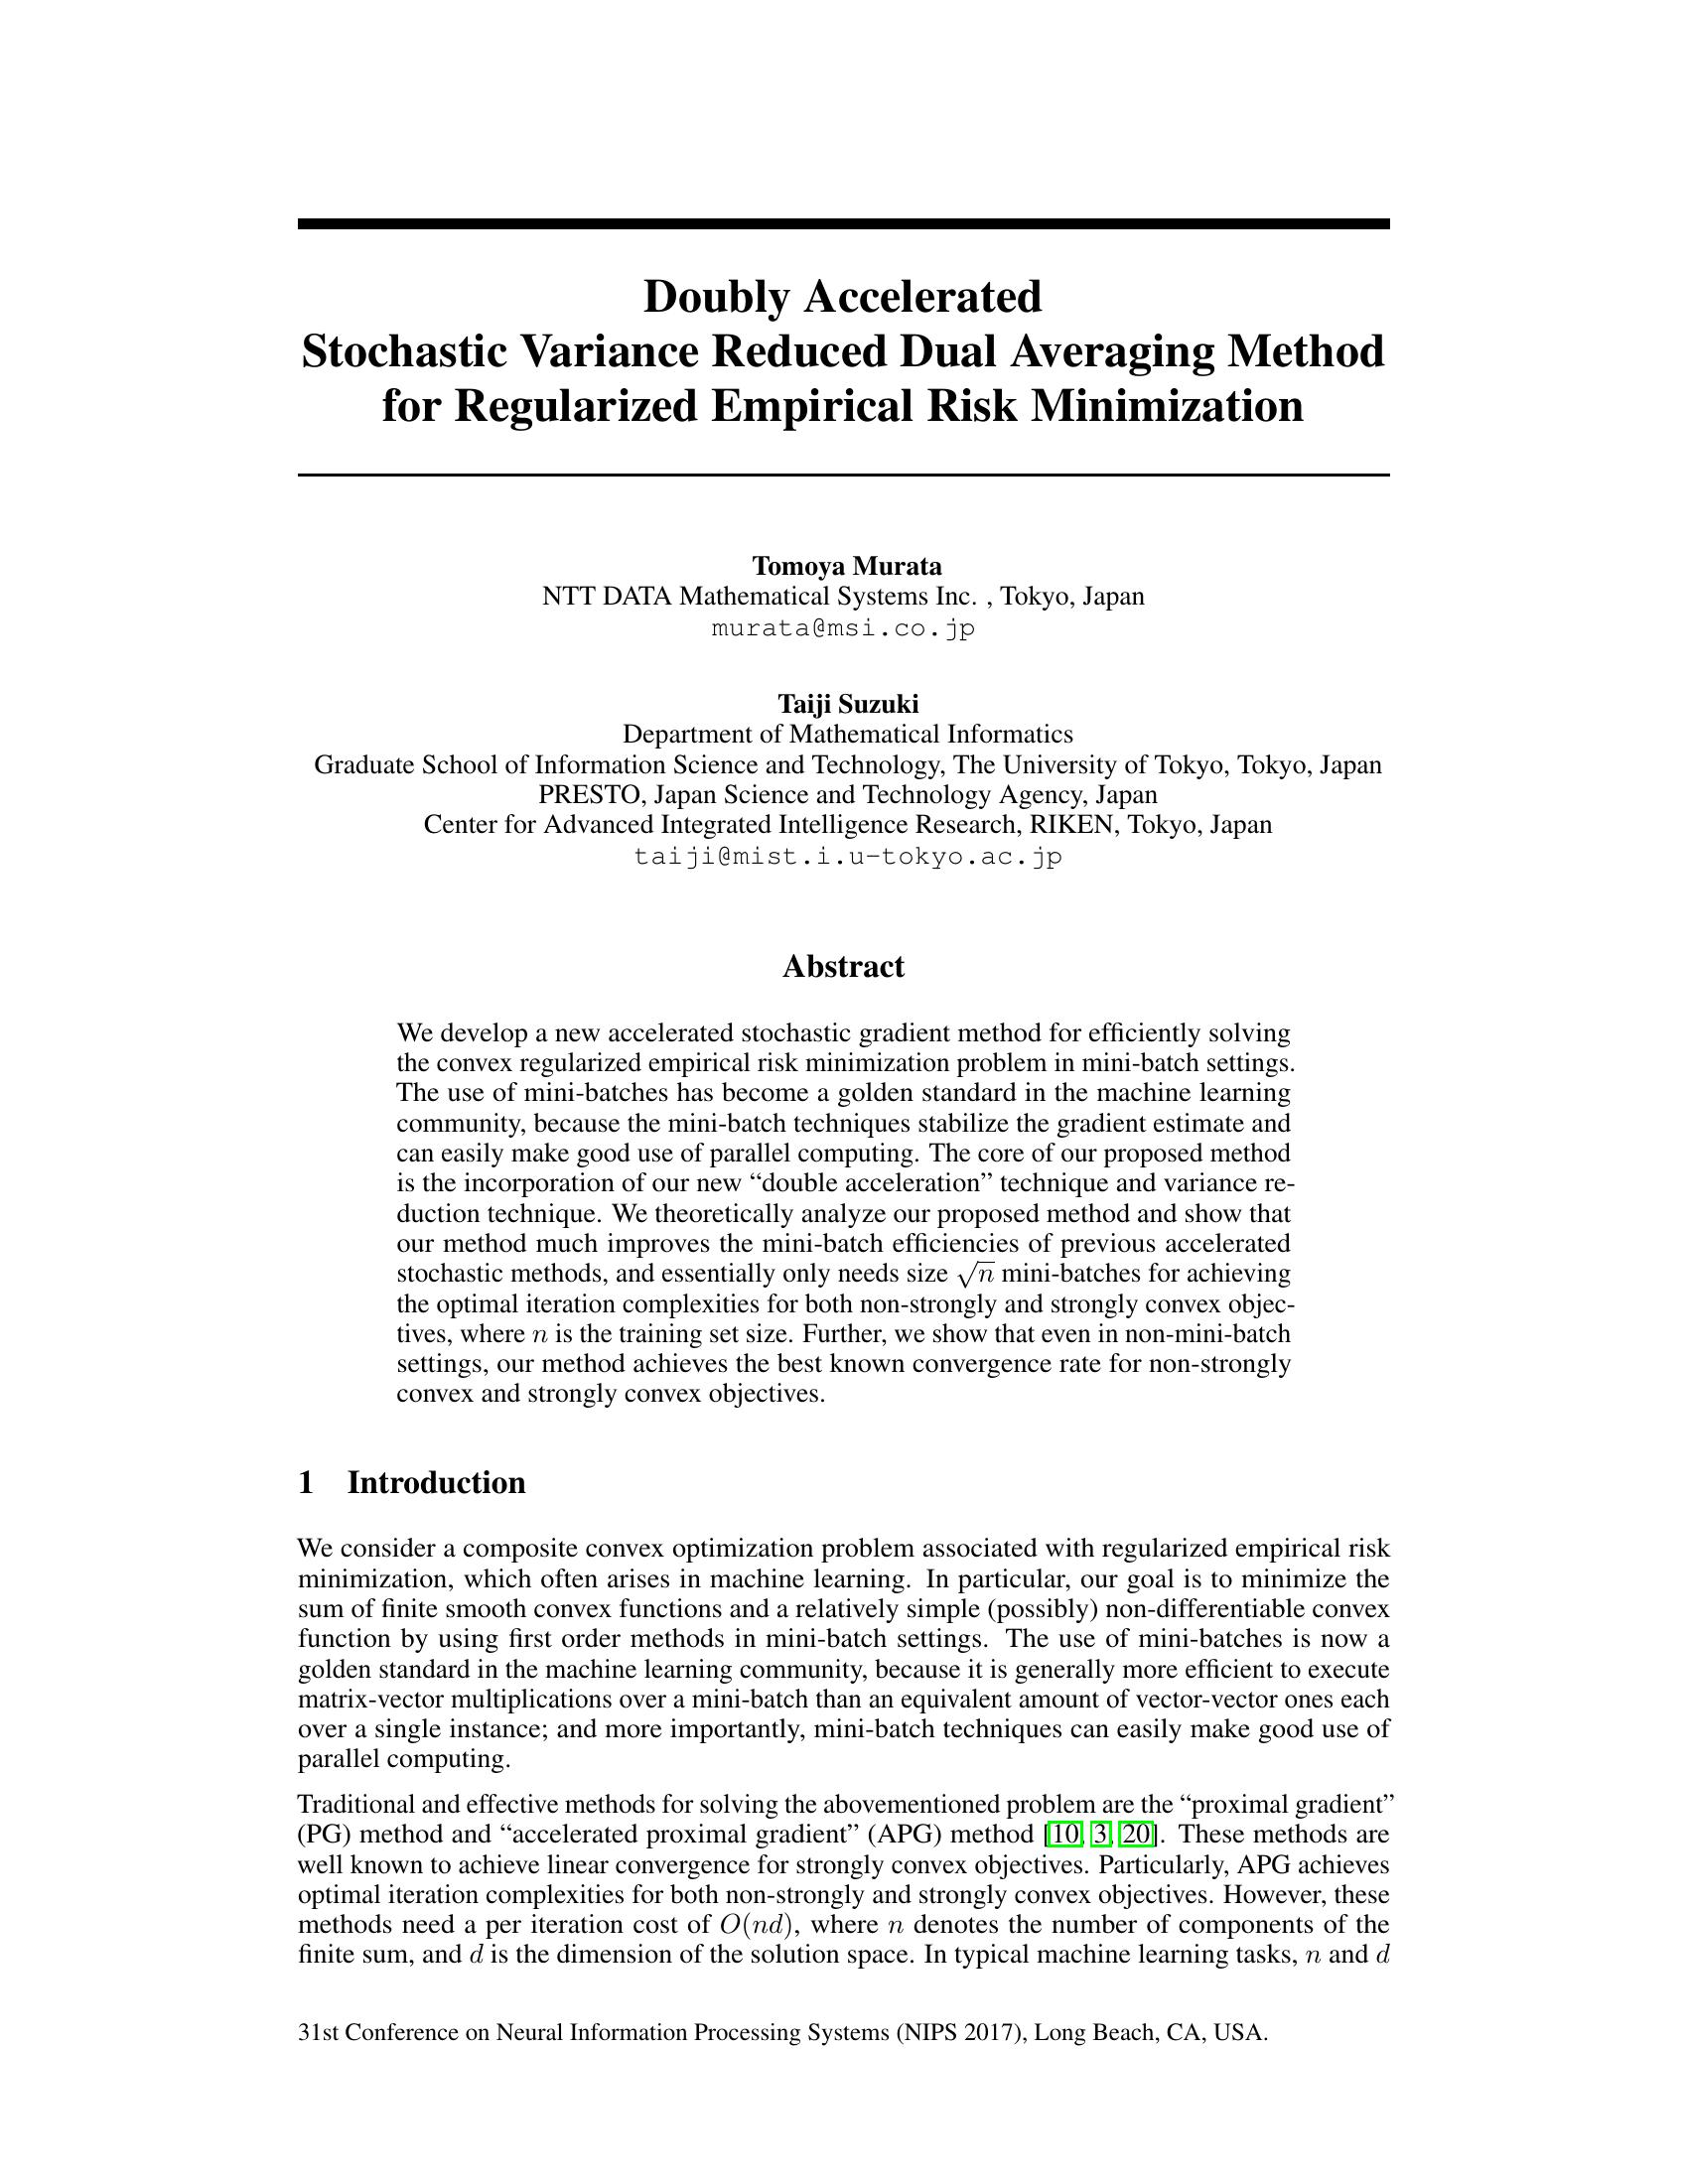 Doubly Accelerated
Stochastic Variance Reduced Dual Averaging Method
for Regularized Empirical Risk Minimization
Tomoya Murata
NTT DATA Mathematical Systems Inc. , Tokyo, Japan
murata@msi.co.jp
Taiji Suzuki
Department of Mathematical Informatics
Graduate School of Information Science and Technology, The University of Tokyo, Tokyo, Japan
PRESTO, Japan Science and Technology Agency, Japan
Center for Advanced Integrated Intelligence Research, RIKEN, Tokyo, Japan
taiji@mist.i.u-tokyo.ac.jp
Abstract
We develop a new accelerated stochastic gradient method for efficiently solving
the convex regularized empirical risk minimization problem in mini-batch settings.
The use of mini-batches has become a golden standard in the machine learning
community, because the mini-batch techniques stabilize the gradient estimate and
can easily make good use of parallel computing. The core of our proposed method
is the incorporation of our new “double acceleration” technique and variance re-
duction technique. We theoretically analyze our proposed method and show that
our method much improves the mini-batch efficiencies of previous accelerated
stochastic methods, and essentially only needs size √n mini-batches for achieving
the optimal iteration complexities for both non-strongly and strongly convex objec-
tives, where n is the training set size. Further, we show that even in non-mini-batch
settings, our method achieves the best known convergence rate for non-strongly
convex and strongly convex objectives.
1 Introduction
We consider a composite convex optimization problem associated with regularized empirical risk
minimization, which often arises in machine learning. In particular, our goal is to minimize the
sum of finite smooth convex functions and a relatively simple (possibly) non-differentiable convex
function by using first order methods in mini-batch settings. The use of mini-batches is now a
golden standard in the machine learning community, because it is generally more efficient to execute
matrix-vector multiplications over a mini-batch than an equivalent amount of vector-vector ones each
over a single instance; and more importantly, mini-batch techniques can easily make good use of
parallel computing.
Traditional and effective methods for solving the abovementioned problem are the “proximal gradient”
(PG) method and “accelerated proximal gradient” (APG) method [10, 3, 20]. These methods are
well known to achieve linear convergence for strongly convex objectives. Particularly, APG achieves
optimal iteration complexities for both non-strongly and strongly convex objectives. However, these
methods need a per iteration cost of O(nd), where n denotes the number of components of the
finite sum, and d is the dimension of the solution space. In typical machine learning tasks, n and d
31st Conference on Neural Information Processing Systems (NIPS 2017), Long Beach, CA, USA.